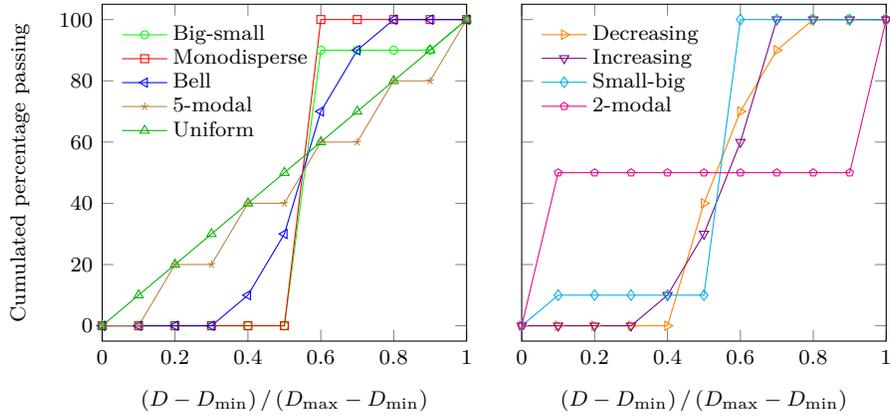 Cumulated percentage passing
100
80
60
40
20
0
Big-small
Monodisperse
Bell
5-modal
Uniform
0 0.2 0.4 0.6 0.8 1
(D − Dmin) / (Dmax − Dmin)
Decreasing
Increasing
Small-big
2-modal
0 0.2 0.4 0.6 0.8 1
(D − Dmin) / (Dmax − Dmin)